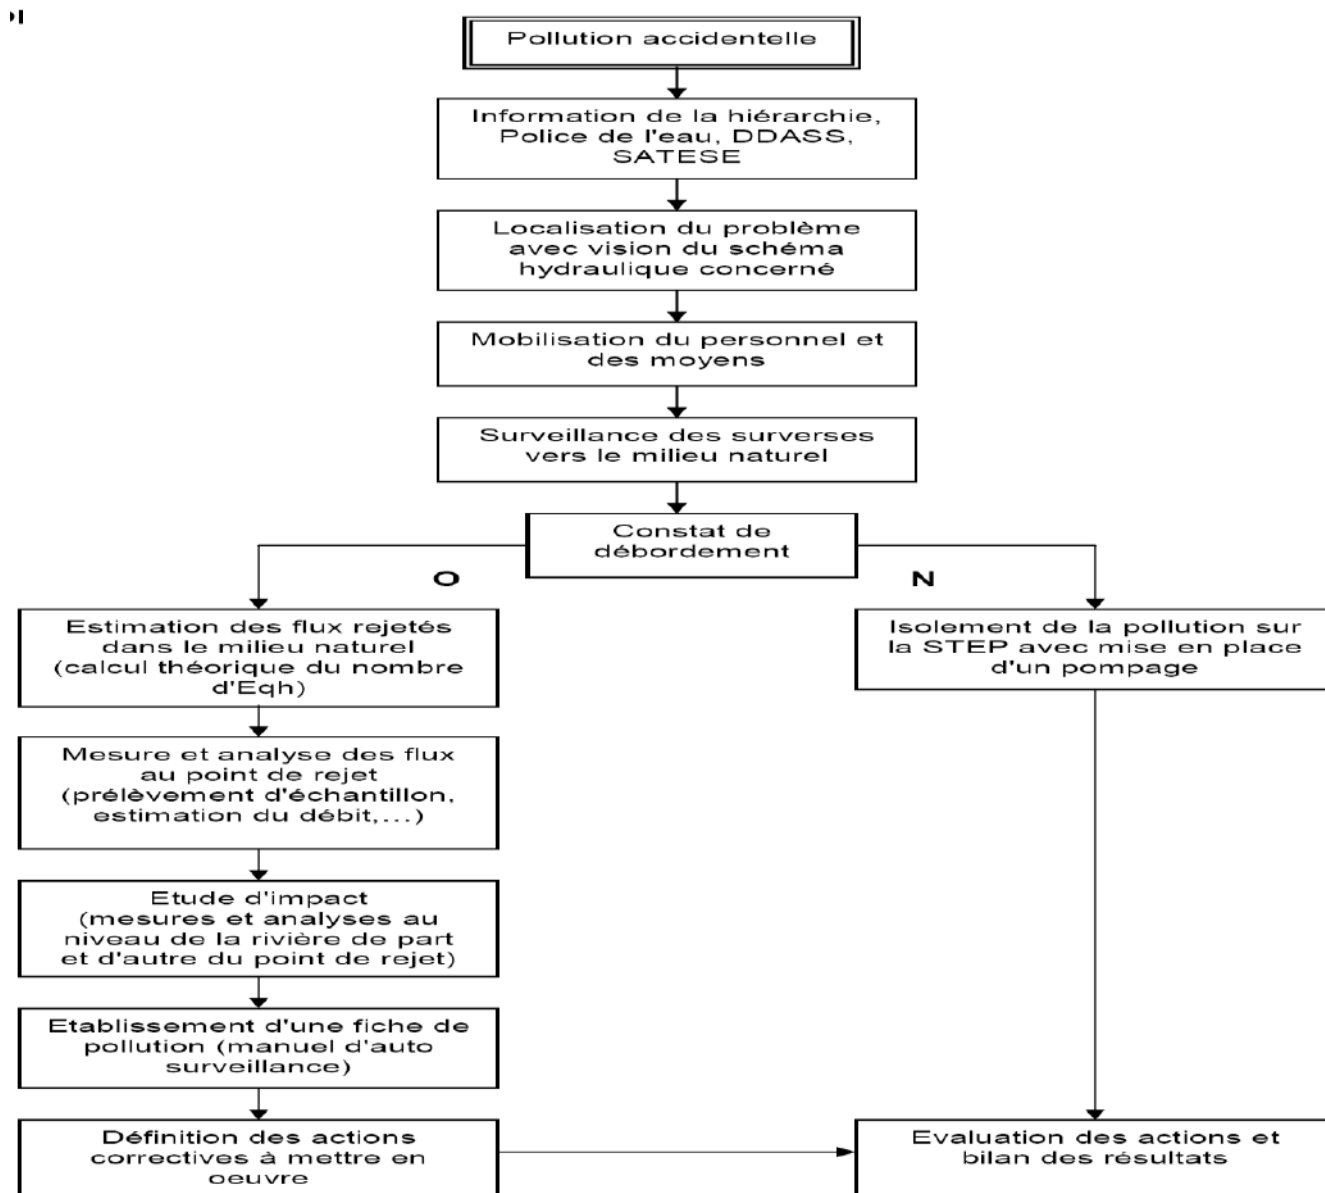 Pollution accidentelle
Information de la hiérarchie,
Police de l'eau, DDASS,
SATESE
Localisation du problème
avec vision du schéma
hydraulique concerné
Mobilisation du personnel et
des moyens
Surveillance des surverses
vers le milieu naturel
Constat de
débordement
O
N
Estimation des flux rejetés
dans le milieu naturel
(calcul théorique du nombre
d'Eqh)
Isolement de la pollution sur
la STEP avec mise en place
d'un pompage
Mesure et analyse des flux
au point de rejet
(prélèvement d'échantillon,
estimation du débit,...)
Etude d'impact
(mesures et analyses au
niveau de la rivière de part
et d'autre du point de rejet)
Etablissement d'une fiche de
pollution (manuel d'auto
surveillance)
Définition des actions
correctives à mettre en
oeuvre
Evaluation des actions et
bilan des résultats